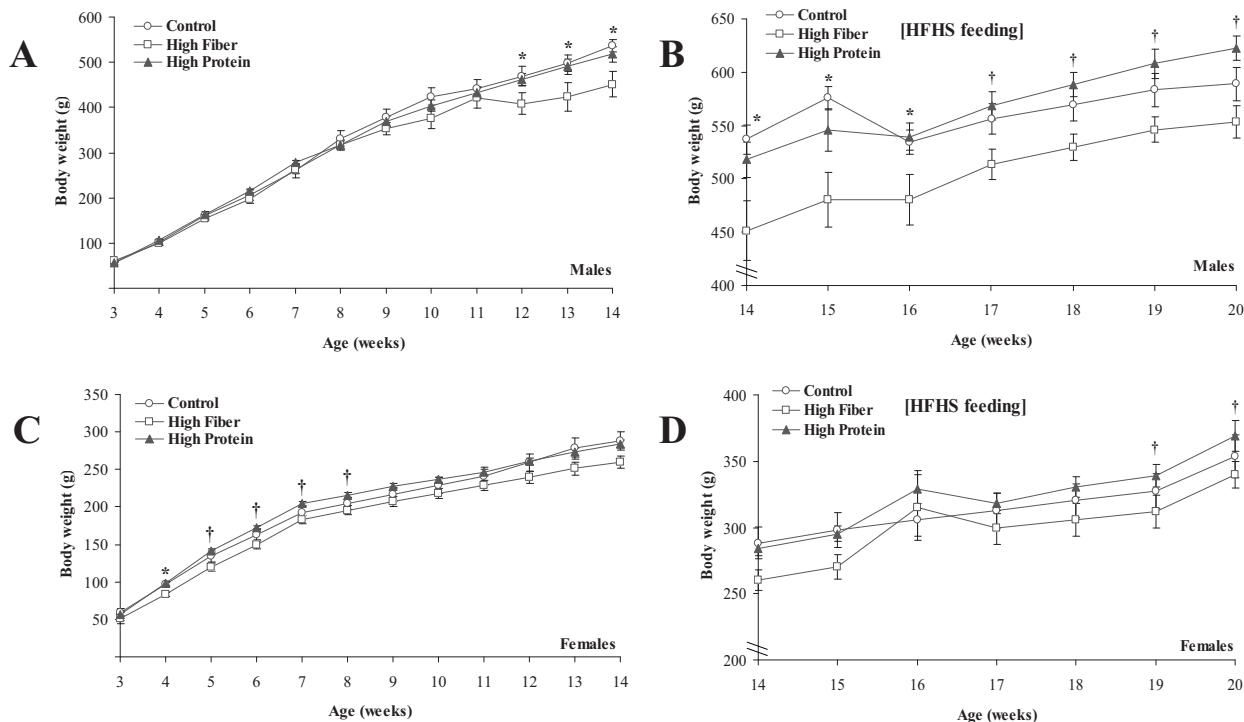 A
Control
High Fiber
High Protein
600
500
400
300
200
100
Body weight (g)
* * *
Males
3 4 5 6 7 8 9 10 11 12 13 14
Age (weeks)
B
Control
High Fiber
High Protein
[HFHS feeding]
650
600
550
500
450
400
Body weight (g)
* * * † † † †
Males
14 15 16 17 18 19 20
Age (weeks)
C
Control
High Fiber
High Protein
350
300
250
200
150
100
50
Body weight (g)
* † † † †
Females
3 4 5 6 7 8 9 10 11 12 13 14
Age (weeks)
D
Control
High Fiber
High Protein
[HFHS feeding]
400
350
300
250
200
Body weight (g)
† †
Females
14 15 16 17 18 19 20
Age (weeks)